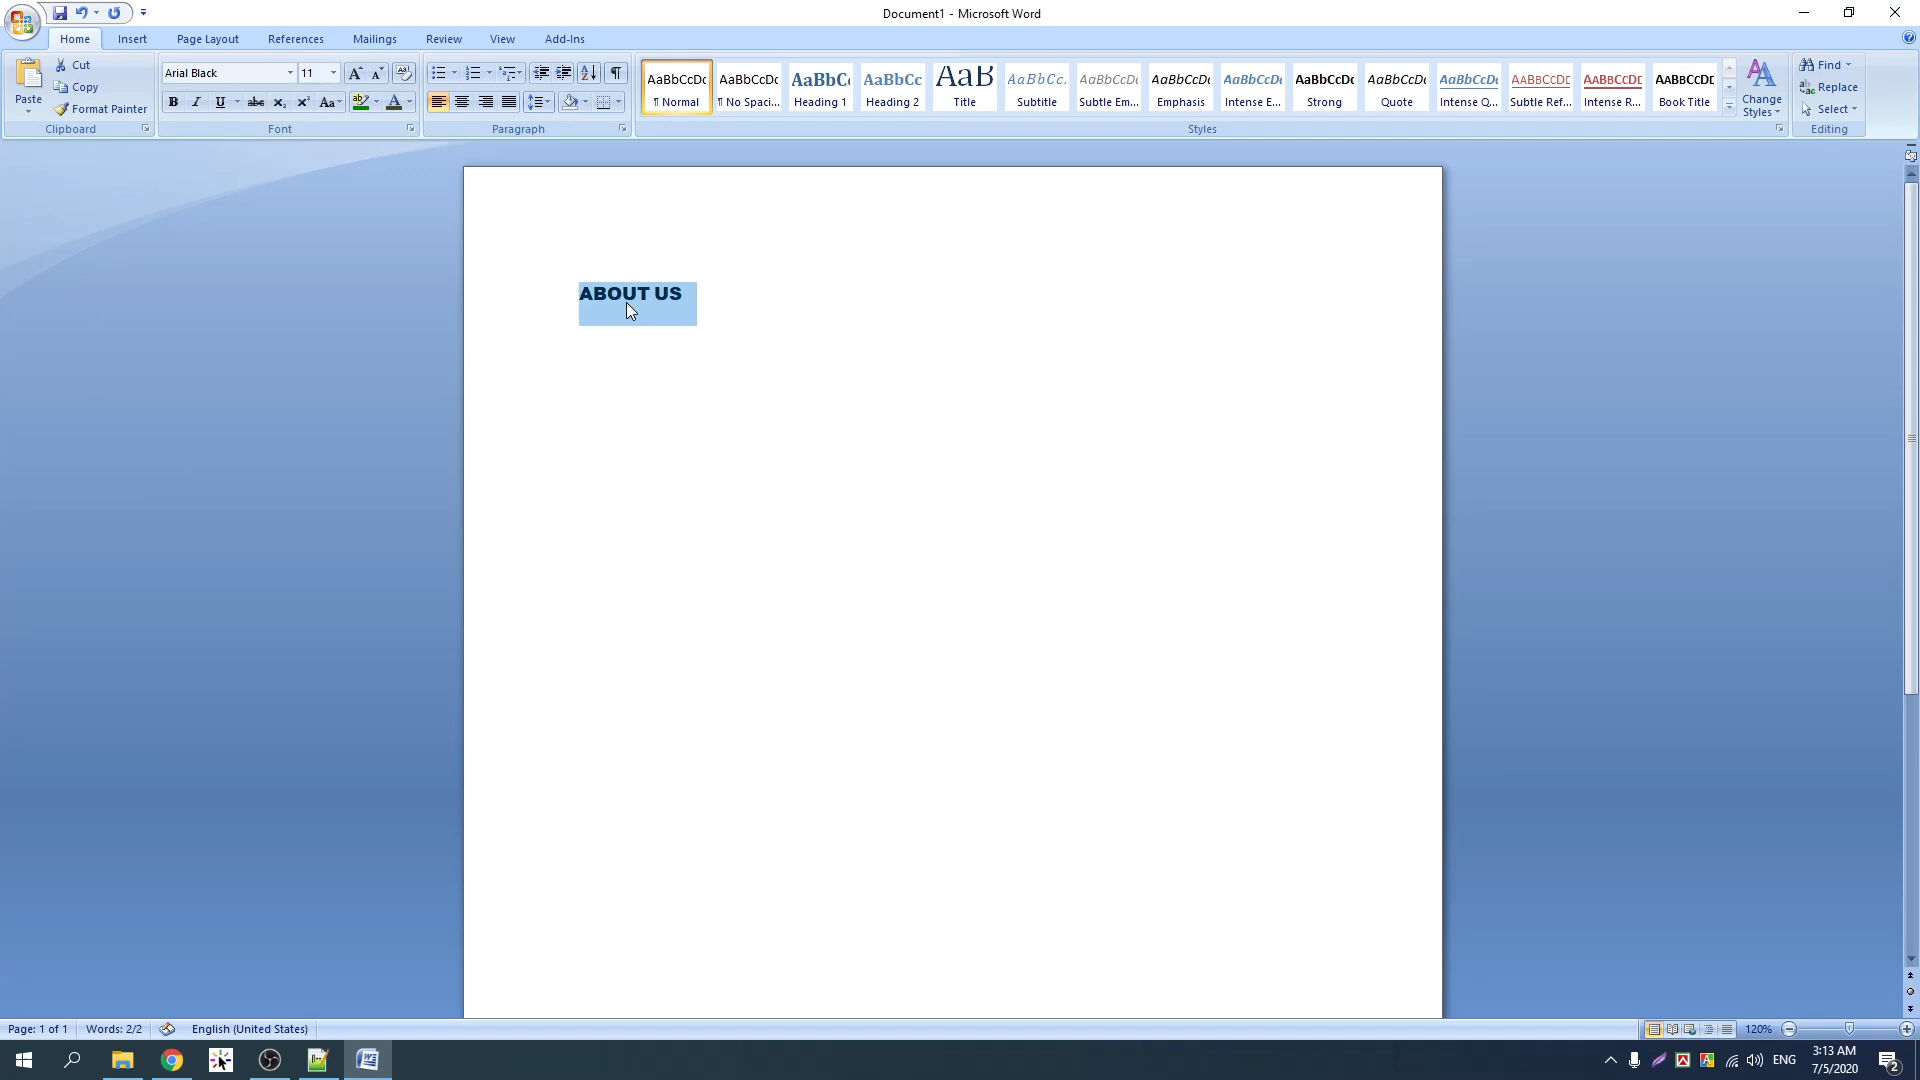 Document1 - Microsoft Word
Home Insert Page Layout References Mailings Review View Add-Ins
Paste
Cut
Copy
Format Painter
Clipboard
Arial Black 11
Font
Paragraph
AaBbCcDc AaBbCcDc AaBbC AaBbCc AaB AaBbCc. AaBbCcDc AaBbCcDc AaBbCcDc AaBbCcDc AaBbCcDc AaBbCcDc AABBCCDE AABBCCDE AABBCCDE
¶ Normal ¶ No Spaci... Heading 1 Heading 2 Title Subtitle Subtle Em... Emphasis Intense E... Strong Quote Intense Q... Subtle Ref... Intense R... Book Title
Styles
Change
Styles
Find
Replace
Select
Editing
ABOUT US
Page: 1 of 1 Words: 2/2 English (United States) 120%
ENG
3:13 AM
7/5/2020
2